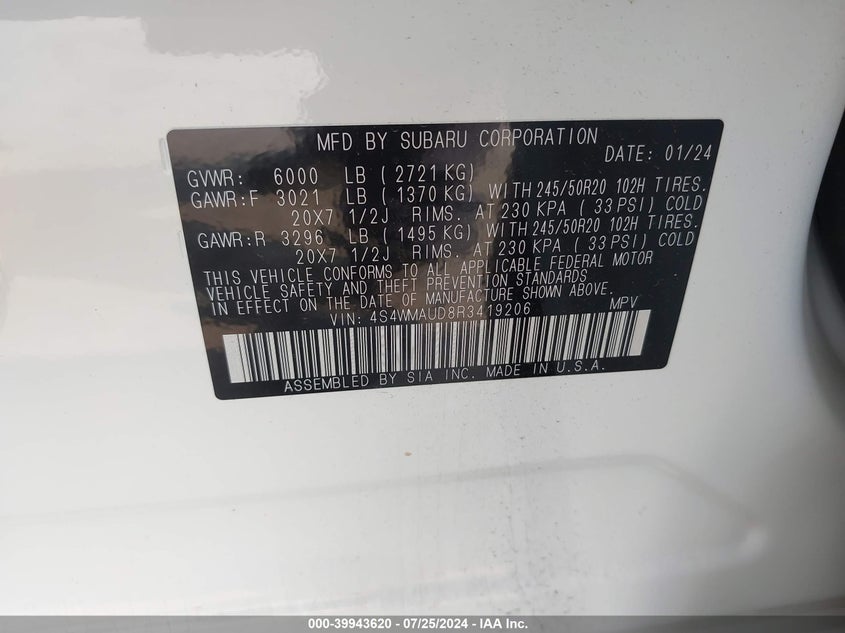 MFD BY SUBARU CORPORATION
DATE: 01/24
GVWR: 6000 LB ( 2721 KG)
GAWR:F 3021 LB ( 1370 KG) WITH 245/50R20 102H TIRES.
20X7 1/2J RIMS. AT 230 KPA ( 33 PSI) COLD
GAWR:R 3296 LB ( 1495 KG) WITH 245/50R20 102H TIRES.
20X7 1/2J RIMS. AT 230 KPA ( 33 PSI) COLD
THIS VEHICLE CONFORMS TO ALL APPLICABLE FEDERAL MOTOR
VEHICLE SAFETY AND THEFT PREVENTION STANDARDS
IN EFFECT ON THE DATE OF MANUFACTURE SHOWN ABOVE.
VIN: 4S4WMAUD8R3419206 MPV
ASSEMBLED BY SIA INC. MADE IN U.S.A.
000-39943620 - 07/25/2024 - IAA Inc.